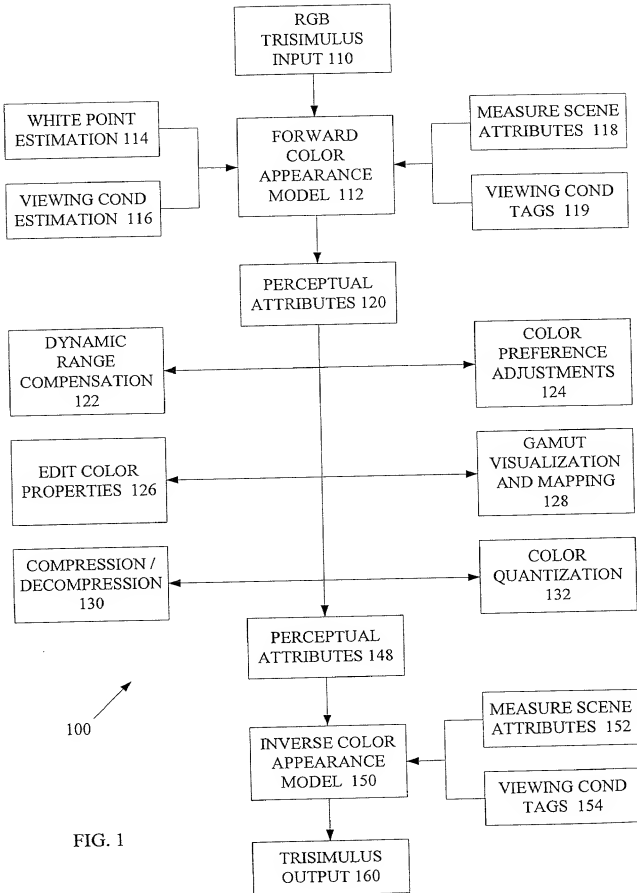 RGB
TRISIMULUS
INPUT 110
WHITE POINT
ESTIMATION 114
FORWARD
COLOR
APPEARANCE
MODEL 112
MEASURE SCENE
ATTRIBUTES 118
VIEWING COND
ESTIMATION 116
VIEWING COND
TAGS 119
PERCEPTUAL
ATTRIBUTES 120
DYNAMIC
RANGE
COMPENSATION
122
COLOR
PREFERENCE
ADJUSTMENTS
124
EDIT COLOR
PROPERTIES 126
GAMUT
VISUALIZATION
AND MAPPING
128
COMPRESSION /
DECOMPRESSION
130
COLOR
QUANTIZATION
132
PERCEPTUAL
ATTRIBUTES 148
100
INVERSE COLOR
APPEARANCE
MODEL 150
MEASURE SCENE
ATTRIBUTES 152
VIEWING COND
TAGS 154
FIG. 1
TRISIMULUS
OUTPUT 160